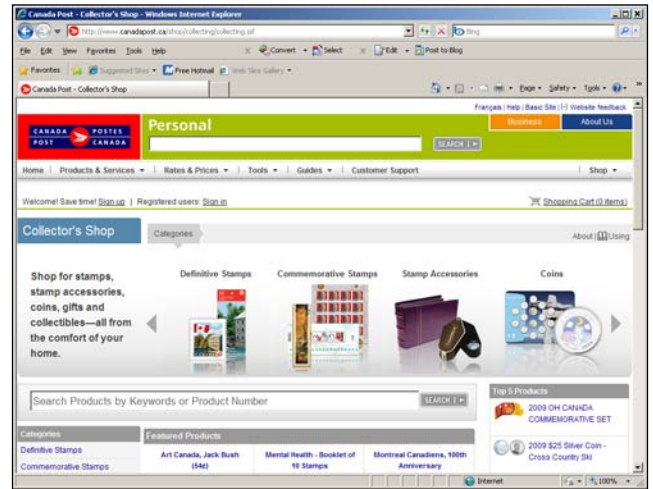 Canada Post - Collector's Shop - Windows Internet Explorer
http://www.canadapost.ca/shop/collecting/collecting.jsf
Bing
File Edit View Favorites Tools Help
Convert Select
Edit Post to Blog
Favorites Suggested Sites Free Hotmail Web Slice Gallery
Canada Post - Collector's Shop
Page Safety Tools
Français | Help | Basic Site | [-] Website feedback
CANADA POSTES
POST CANADA
Personal
SEARCH
Business
About Us
Home Products & Services Rates & Prices Tools Guides Customer Support Shop
Welcome! Save time! Sign up | Registered users: Sign in
Shopping Cart (0 items)
Collector's Shop
Categories
About | Using
Shop for stamps,
stamp accessories,
coins, gifts and
collectibles—all from
the comfort of your
home.
Definitive Stamps
Commemorative Stamps
Stamp Accessories
Coins
Search Products by Keywords or Product Number
SEARCH
Top 5 Products
2009 OH CANADA
COMMEMORATIVE SET
2009 $25 Silver Coin -
Cross Country Ski
Categories
Definitive Stamps
Commemorative Stamps
Featured Products
Art Canada, Jack Bush
(54¢)
Mental Health - Booklet of
10 Stamps
Montreal Canadiens, 100th
Anniversary
Internet
100%